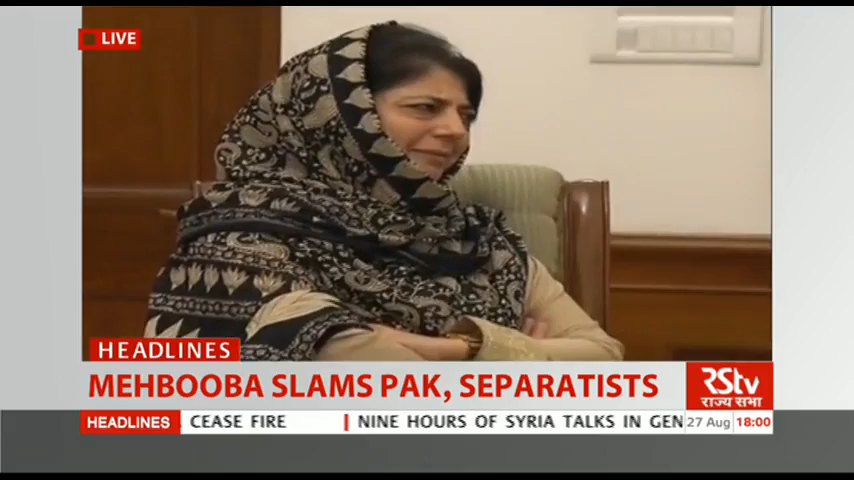 LIVE
HEADLINES
MEHBOOBA SLAMS PAK, SEPARATISTS
RStv
राज्य सभा
HEADLINES CEASE FIRE NINE HOURS OF SYRIA TALKS IN GEN 27 Aug 18:00